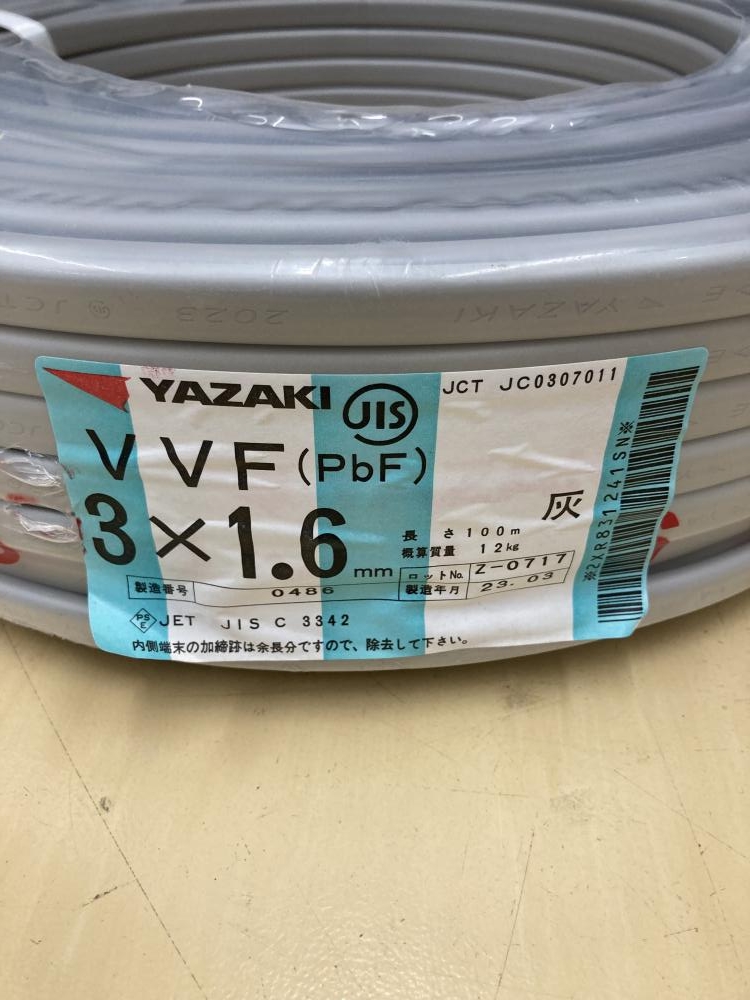 JCT
2023
YAZAKI
YAZAKI
JIS
JCT JC0307011
VVF(PbF)
灰
3×1.6mm
長 さ100m
概算質量 12kg
ロットNo. Z-0717
製造番号 0486
製造年月 23.03
PS E JET JIS C 3342
内側端末の加締跡は余長分ですので、除去して下さい。
※2AR831241SN※